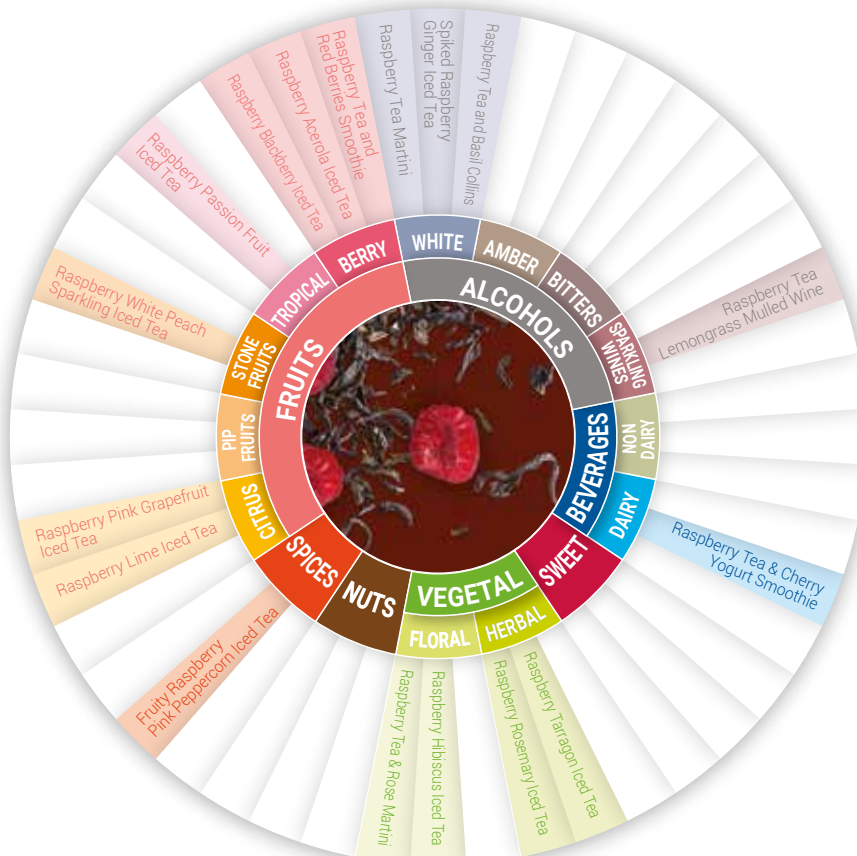 ALCOHOLS
WHITE
Raspberry Tea Martini
Spiked Raspberry
Ginger Iced Tea
Raspberry Tea and Basil Collins
AMBER
BITTERS
SPARKLING
WINES
Raspberry Tea
Lemongrass Mulled Wine
BEVERAGES
NON
DAIRY
DAIRY
Raspberry Tea & Cherry
Yogurt Smoothie
SWEET
VEGETAL
HERBAL
Raspberry Tarragon Iced Tea
Raspberry Rosemary Iced Tea
FLORAL
Raspberry Hibiscus Iced Tea
Raspberry Tea & Rose Martini
NUTS
SPICES
Fruity Raspberry
Pink Peppercorn Iced Tea
FRUITS
CITRUS
Raspberry Lime Iced Tea
Raspberry Pink Grapefruit
Iced Tea
PIP
FRUITS
STONE
FRUITS
Raspberry White Peach
Sparkling Iced Tea
TROPICAL
Raspberry Passion Fruit
Iced Tea
BERRY
Raspberry Blackberry Iced Tea
Raspberry Acerola Iced Tea
Raspberry Tea and
Red Berries Smoothie